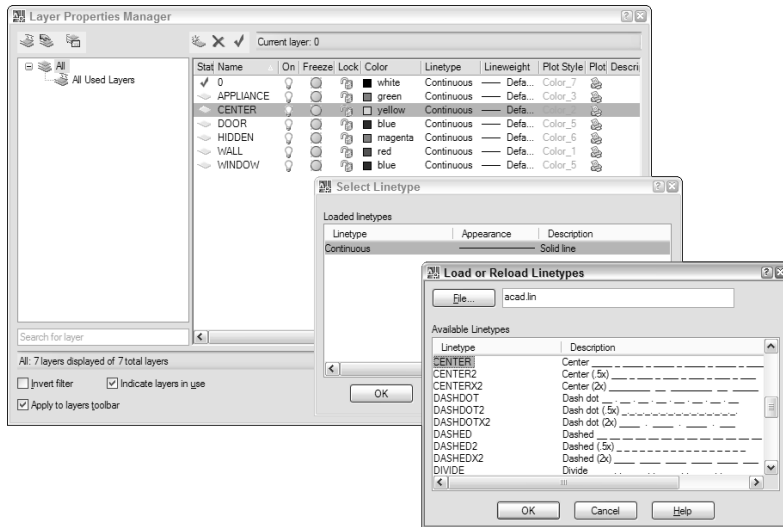 Layer Properties Manager
Current layer: 0
All
All Used Layers
Stat Name On Freeze Lock Color Linetype Lineweight Plot Style Plot Descri
0 white Continuous Defa... Color_7
APPLIANCE green Continuous Defa... Color_3
CENTER yellow Continuous Defa...
DOOR blue Continuous Defa... Color_5
HIDDEN magenta Continuous Defa... Color_6
WALL red Continuous Defa... Color_1
WINDOW blue Continuous Defa... Color_5
Search for layer
All: 7 layers displayed of 7 total layers
Invert filter
Indicate layers in use
Apply to layers toolbar
Select Linetype
Loaded linetypes
Linetype Appearance Description
Continuous Solid line
OK
Load or Reload Linetypes
File... acad.lin
Available Linetypes
Linetype Description
CENTER Center
CENTER2 Center (.5x)
CENTERX2 Center (2x)
DASHDOT Dash dot
DASHDOT2 Dash dot (.5x)
DASHDOTX2 Dash dot (2x)
DASHED Dashed
DASHED2 Dashed (.5x)
DASHEDX2 Dashed (2x)
DIVIDE Divide
OK Cancel Help